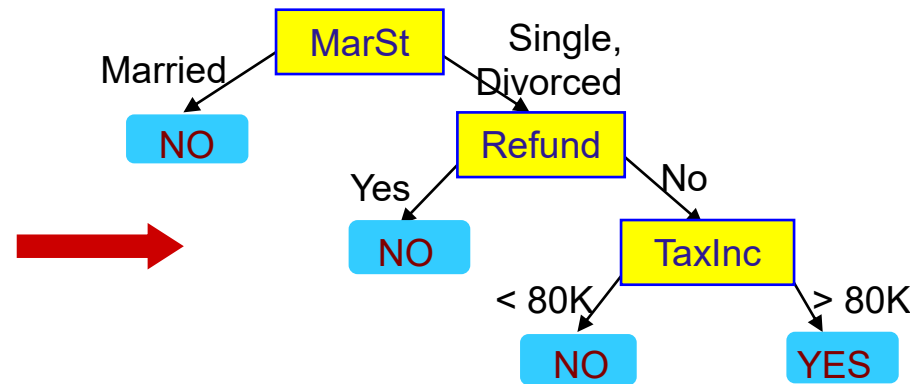 MarSt
Single,
Married
Divorced
NO
Refund
Yes
No
NO
TaxInc
< 80K
> 80K
NO
YES